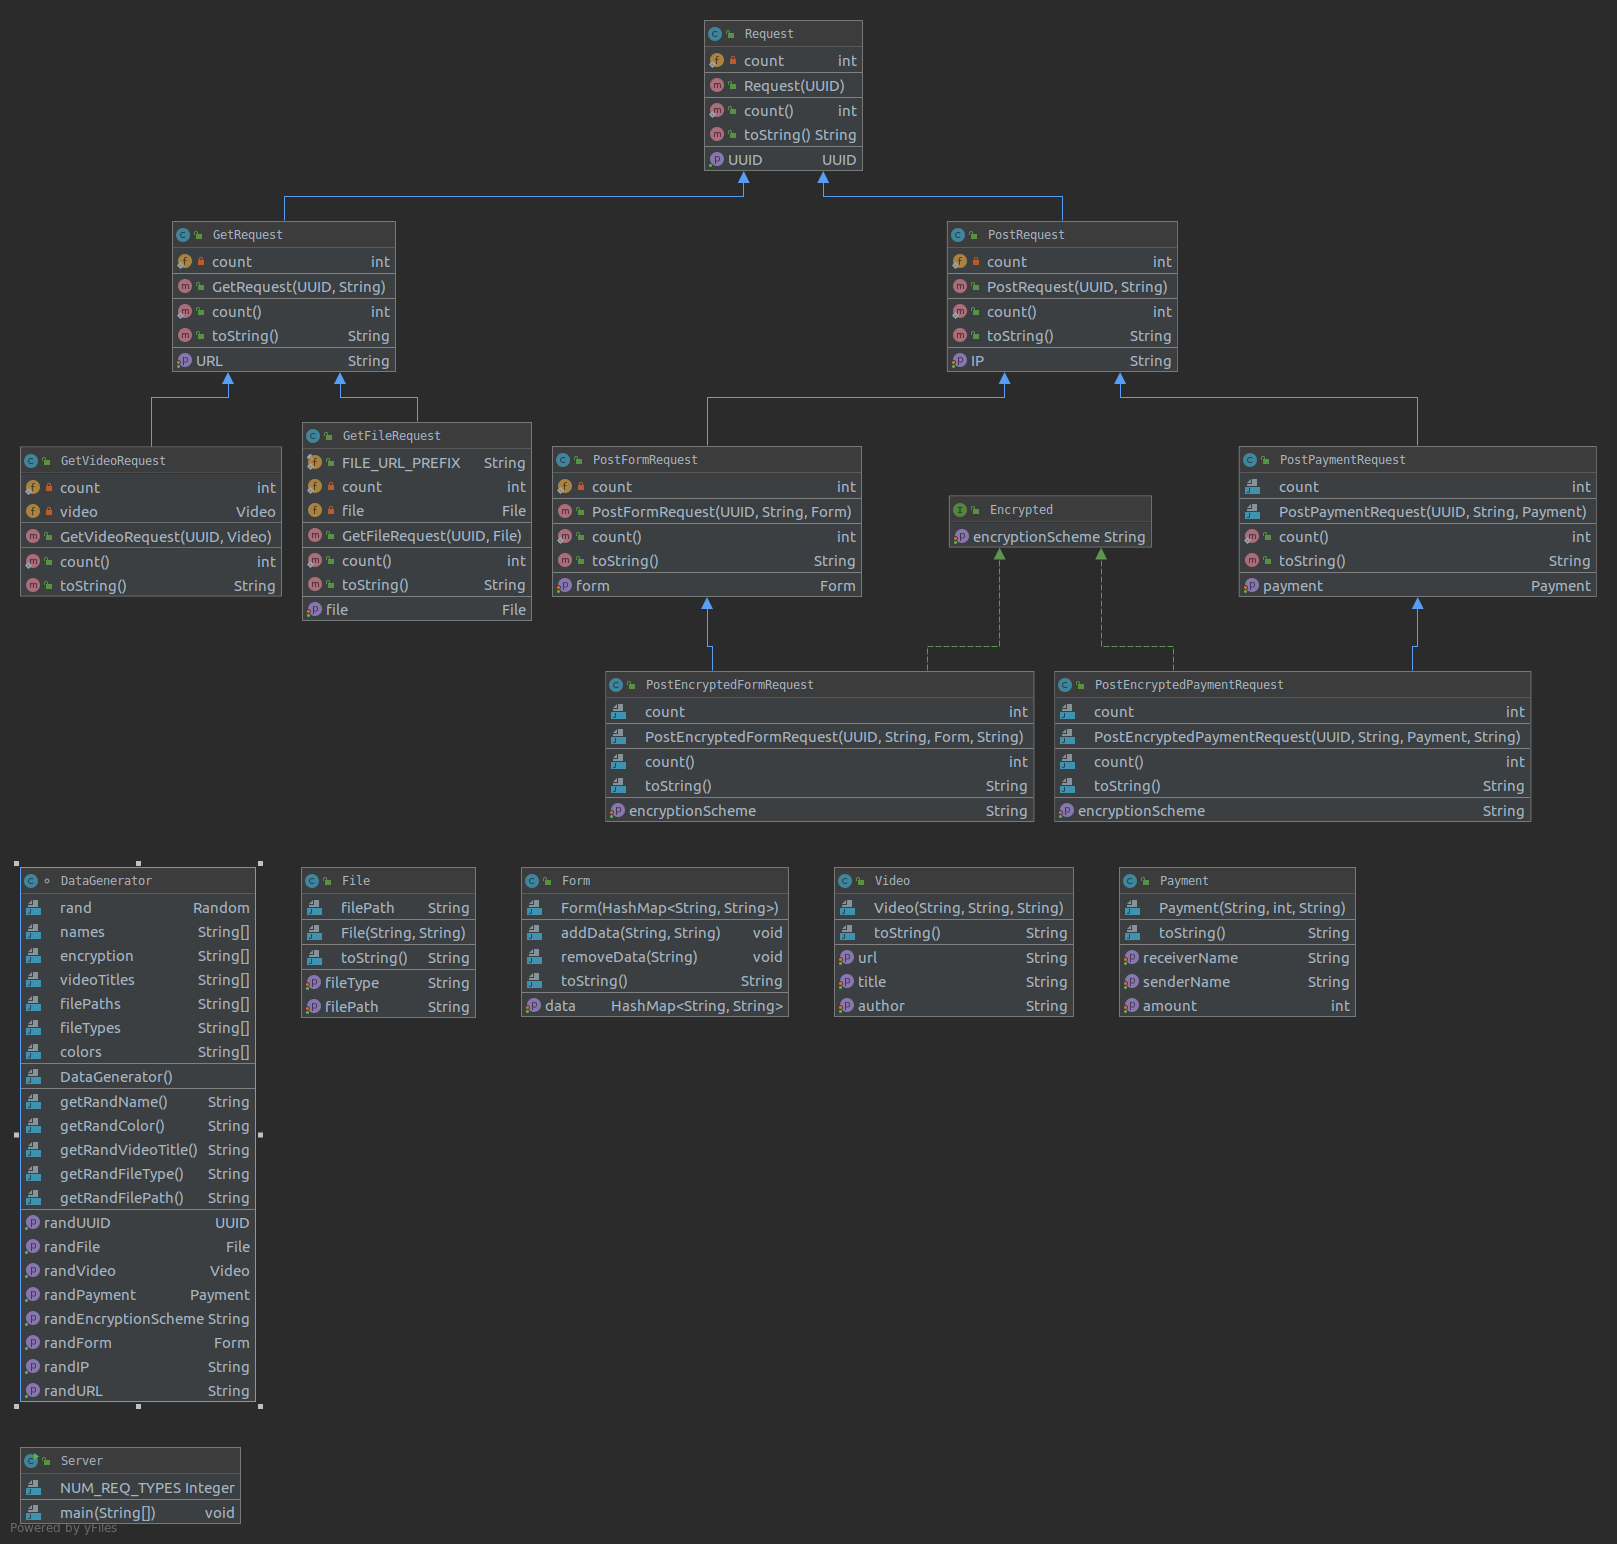 Request
count int
Request(UUID)
count() int
toString() String
UUID UUID
GetRequest
count int
GetRequest(UUID, String)
count() int
toString() String
URL String
PostRequest
count int
PostRequest(UUID, String)
count() int
toString() String
IP String
GetVideoRequest
count int
video Video
GetVideoRequest(UUID, Video)
count() int
toString() String
GetFileRequest
FILE_URL_PREFIX String
count int
file File
GetFileRequest(UUID, File)
count() int
toString() String
file File
PostFormRequest
count int
PostFormRequest(UUID, String, Form)
count() int
toString() String
form Form
Encrypted
encryptionScheme String
PostPaymentRequest
count int
PostPaymentRequest(UUID, String, Payment)
count() int
toString() String
payment Payment
PostEncryptedFormRequest
count int
PostEncryptedFormRequest(UUID, String, Form, String)
count() int
toString() String
encryptionScheme String
PostEncryptedPaymentRequest
count int
PostEncryptedPaymentRequest(UUID, String, Payment, String)
count() int
toString() String
encryptionScheme String
DataGenerator
rand Random
names String[]
encryption String[]
videoTitles String[]
filePaths String[]
fileTypes String[]
colors String[]
DataGenerator()
getRandName() String
getRandColor() String
getRandVideoTitle() String
getRandFileType() String
getRandFilePath() String
randUUID UUID
randFile File
randVideo Video
randPayment Payment
randEncryptionScheme String
randForm Form
randIP String
randURL String
File
filePath String
File(String, String)
toString() String
fileType String
filePath String
Form
Form(HashMap<String, String>)
addData(String, String) void
removeData(String) void
toString() String
data HashMap<String, String>
Video
Video(String, String, String)
toString() String
url String
title String
author String
Payment
Payment(String, int, String)
toString() String
receiverName String
senderName String
amount int
Server
NUM_REQ_TYPES Integer
main(String[]) void
Powered by yFiles